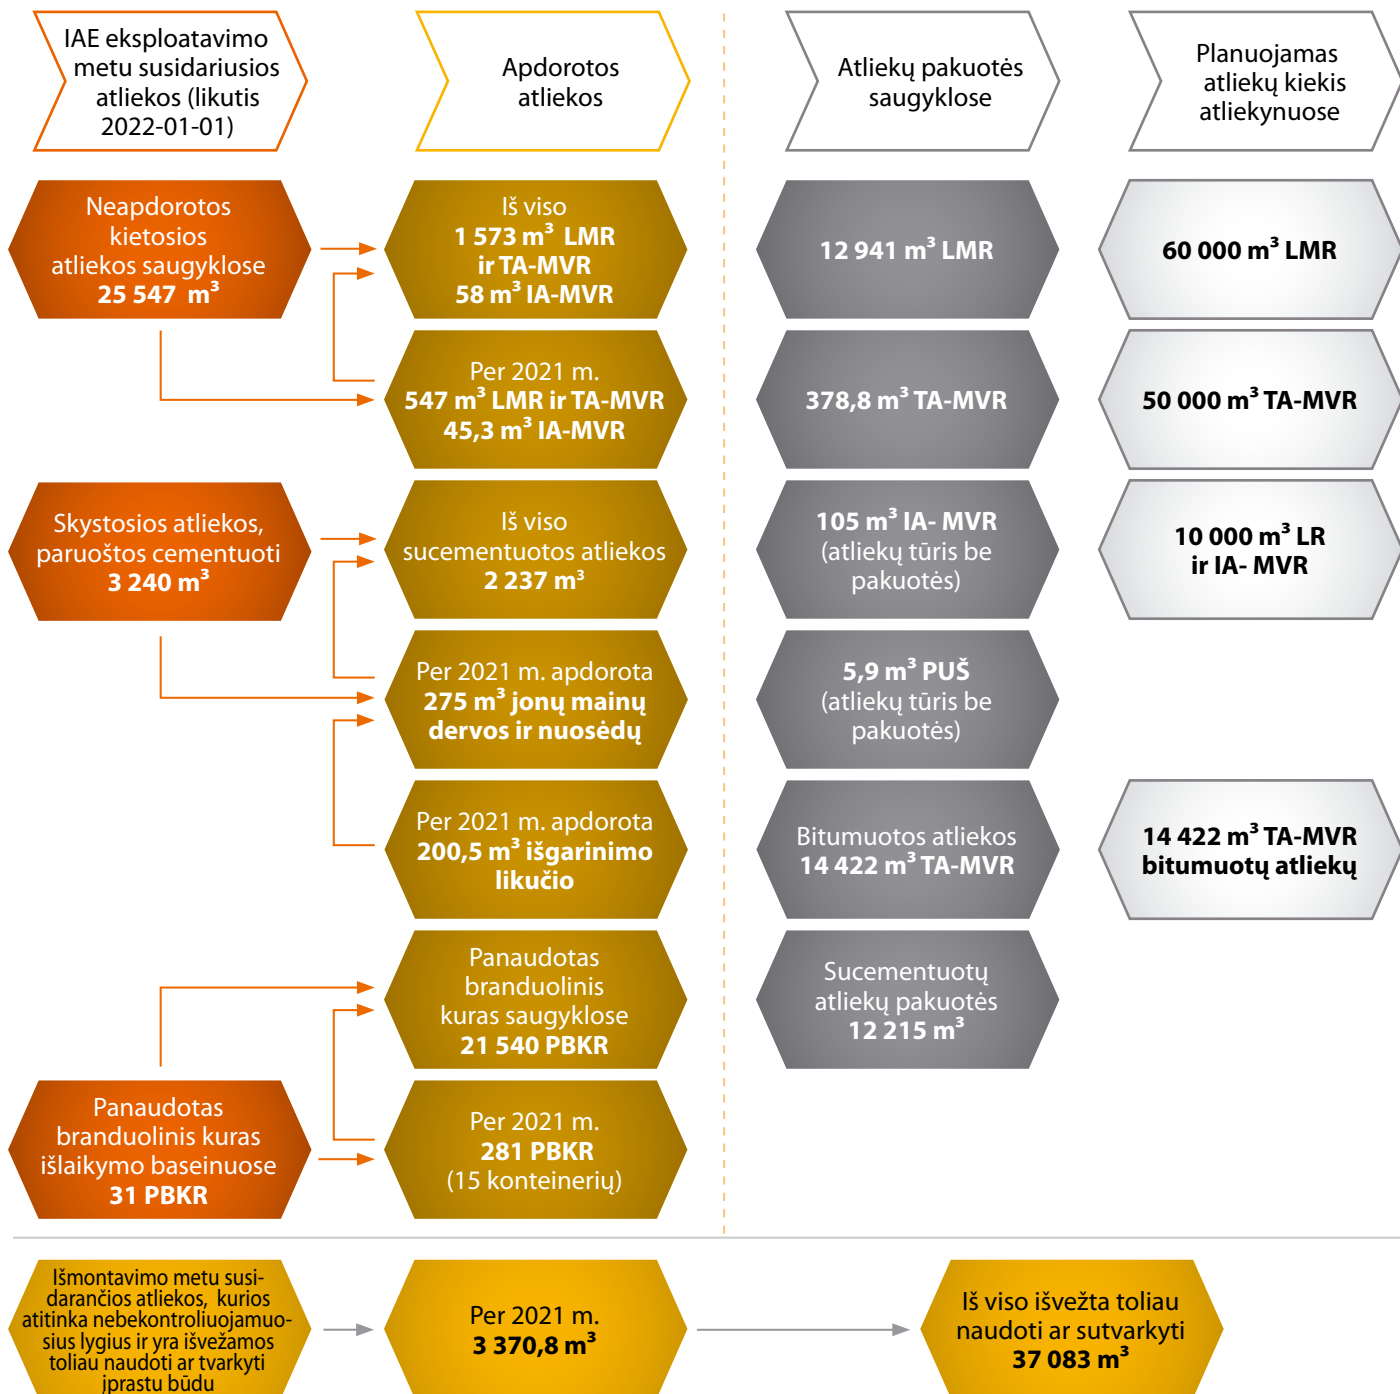 IAE eksploatavimo
metu susidariusios
atliekos (likutis
2022-01-01)
Apdorotos
atliekos
Atliekų pakuotės
saugyklose
Planuojamas
atliekų kiekis
atliekynuose
Neapdorotos
kietosios
atliekos saugyklose
25 547 m³
Iš viso
1 573 m³ LMR
ir TA-MVR
58 m³ IA-MVR
12 941 m³ LMR
60 000 m³ LMR
Per 2021 m.
547 m³ LMR ir TA-MVR
45,3 m³ IA-MVR
378,8 m³ TA-MVR
50 000 m³ TA-MVR
Skystosios atliekos,
paruoštos cementuoti
3 240 m³
Iš viso
sucementuotos atliekos
2 237 m³
105 m³ IA- MVR
(atliekų tūris be
pakuotės)
10 000 m³ LR
ir IA- MVR
Per 2021 m. apdorota
275 m³ jonų mainų
dervos ir nuosėdų
5,9 m³ PUŠ
(atliekų tūris be
pakuotės)
Per 2021 m. apdorota
200,5 m³ išgarinimo
likučio
Bitumuotos atliekos
14 422 m³ TA-MVR
14 422 m³ TA-MVR
bitumuotų atliekų
Panaudotas
branduolinis
kuras saugyklose
21 540 PBKR
Sucementuotų
atliekų pakuotės
12 215 m³
Panaudotas
branduolinis kuras
išlaikymo baseinuose
31 PBKR
Per 2021 m.
281 PBKR
(15 konteinerių)
Išmontavimo metu susi-
darančios atliekos, kurios
atitinka nebekontroliuojamuo-
sius lygius ir yra išvežamos
toliau naudoti ar tvarkyti
įprastu būdu
Per 2021 m.
3 370,8 m³
Iš viso išvežta toliau
naudoti ar sutvarkyti
37 083 m³